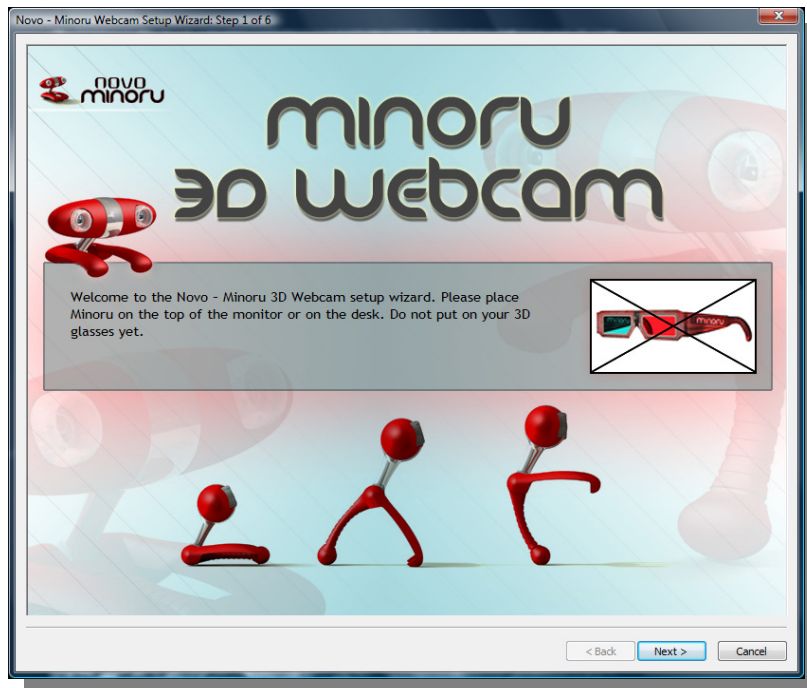 Novo - Minoru Webcam Setup Wizard: Step 1 of 6
novo
minoru
minoru
3D webcam
Welcome to the Novo – Minoru 3D Webcam setup wizard. Please place
Minoru on the top of the monitor or on the desk. Do not put on your 3D
glasses yet.
minoru
< Back
Next >
Cancel